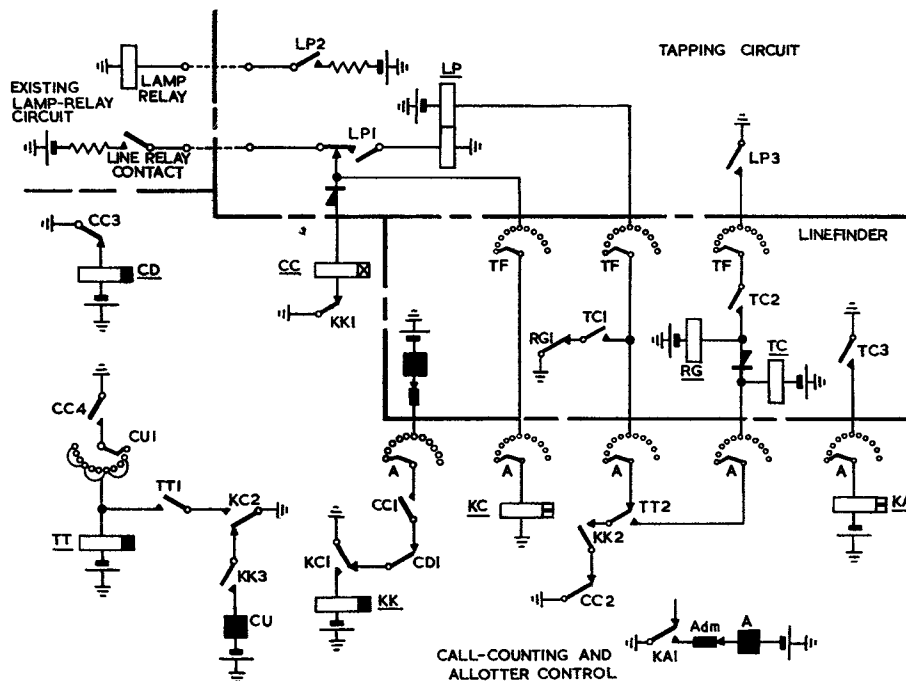 LP2
LP
TAPPING CIRCUIT
LAMP
RELAY
EXISTING
LAMP-RELAY
CIRCUIT
LP1
LINE RELAY
CONTACT
LP3
CC3
LINEFINDER
CD
CC
TF
TF
TF
KK1
TC1
TC2
RG1
RG
TC
TC3
CC4
CU1
A
A
A
A
A
TT1
KC2
CC1
KC
TT2
KA
TT
KC1
CD1
KK2
KK3
KK
CC2
CU
Adm
A
KA1
CALL-COUNTING AND
ALLOTTER CONTROL